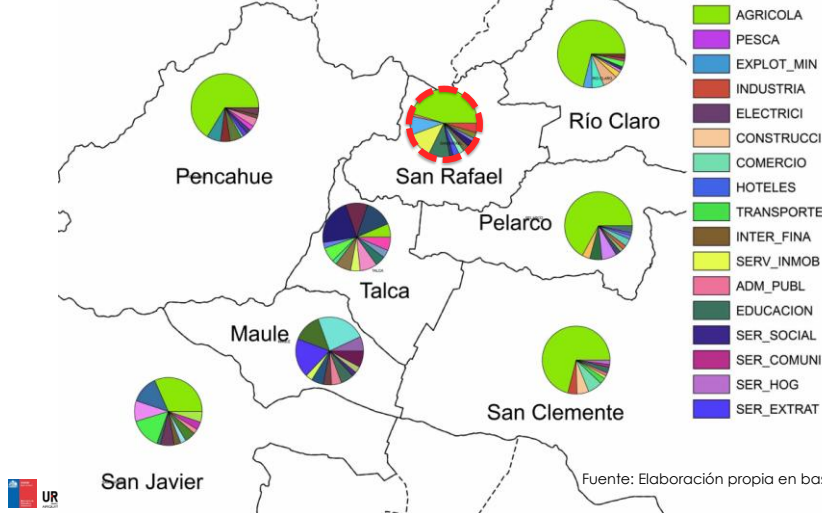 AGRICOLA
PESCA
EXPLOT_MIN
INDUSTRIA
ELECTRICI
CONSTRUCCI
COMERCIO
HOTELES
TRANSPORTE
INTER_FINA
SERV_INMOB
ADM_PUBL
EDUCACION
SER_SOCIAL
SER_COMUNI
SER_HOG
SER_EXTRAT
Río Claro
Pencahue
San Rafael
Pelarco
Talca
TALCA
Maule
San Clemente
San Javier
Fuente: Elaboración propia en bas
UR